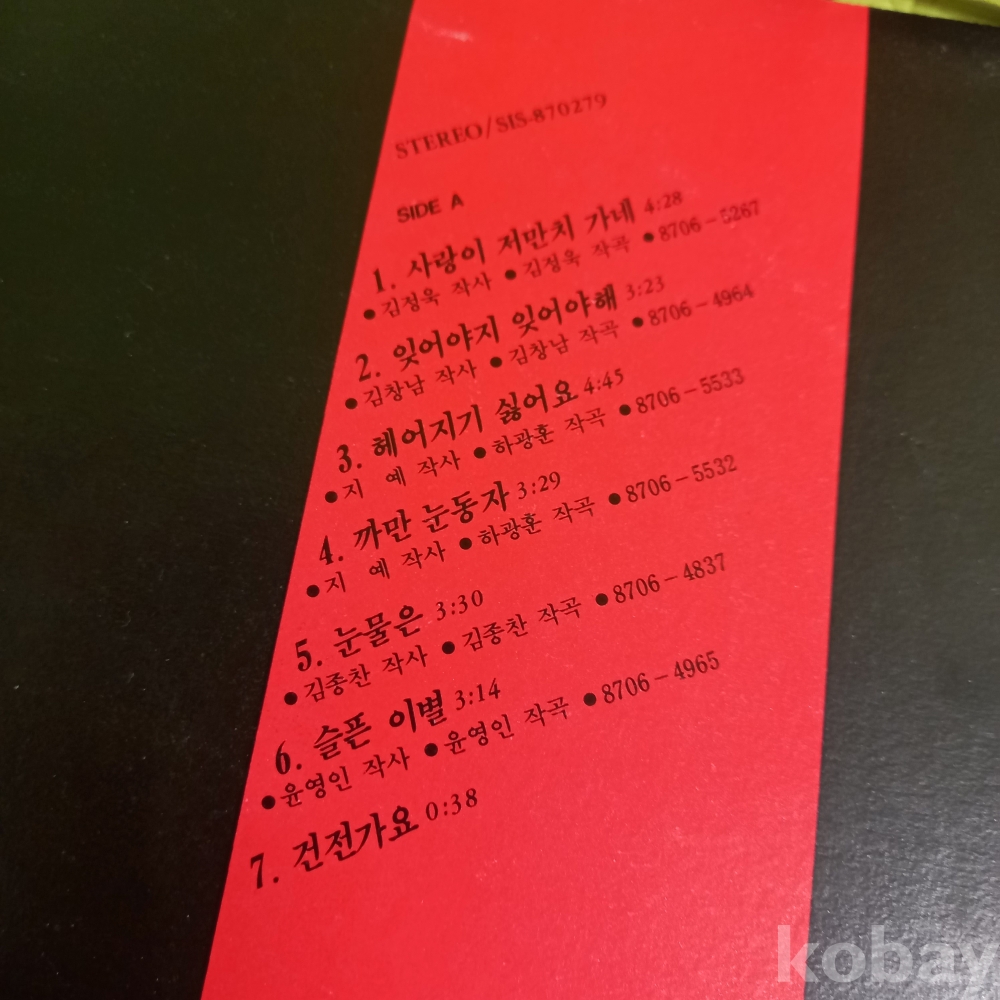 STEREO/SIS-870279
SIDE A
1. 사랑이 저만치 가네 4:28
●김정욱 작사 ●김정욱 작곡 ●8706-5267
2. 잊어야지 잊어야해 3:23
●김창남 작사 ●김창남 작곡 ●8706-4964
3. 헤어지기 싫어요 4:45
●지 예 작사 ●하광훈 작곡 ●8706-5533
4. 까만 눈동자 3:29
●지 예 작사 ●하광훈 작곡 ●8706-5532
5. 눈물은 3:30
●김종찬 작사 ●김종찬 작곡 ●8706-4837
6. 슬픈 이별 3:14
●윤영인 작사 ●윤영인 작곡 ●8706-4965
7. 건전가요 0:38
kobay